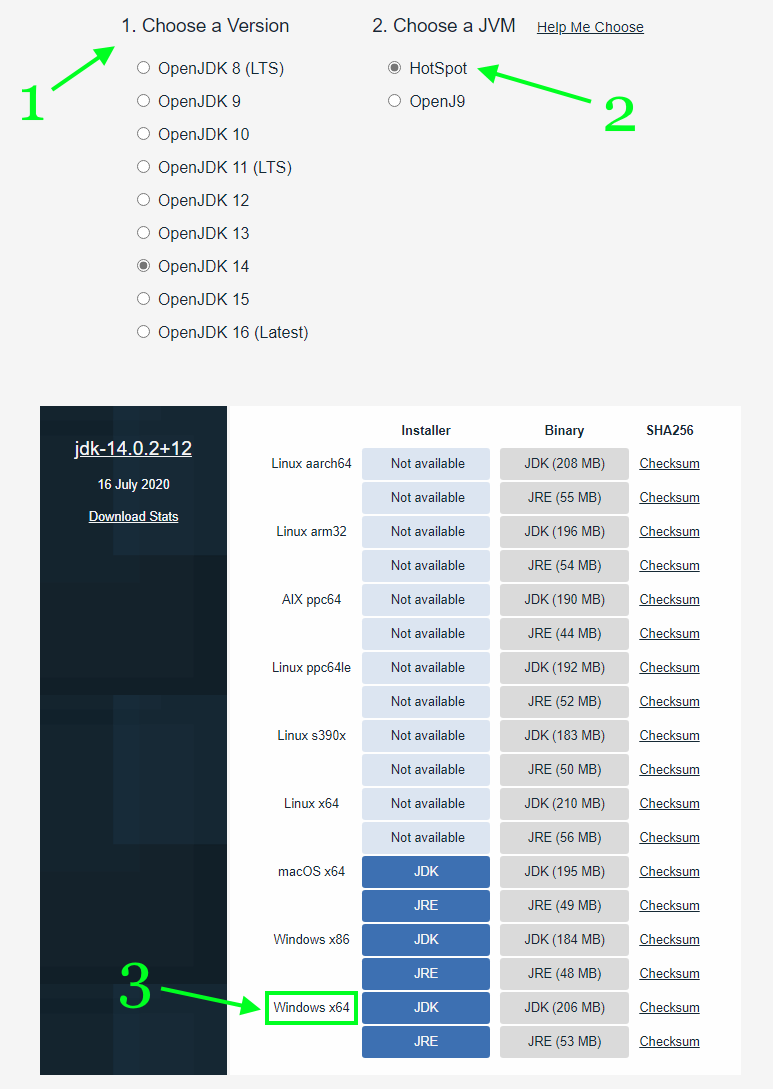 1. Choose a Version
2. Choose a JVM Help Me Choose
1
OpenJDK 8 (LTS)
OpenJDK 9
OpenJDK 10
OpenJDK 11 (LTS)
OpenJDK 12
OpenJDK 13
OpenJDK 14
OpenJDK 15
OpenJDK 16 (Latest)
HotSpot
OpenJ9
2
jdk-14.0.2+12
16 July 2020
Download Stats
Installer Binary SHA256
Linux aarch64 Not available JDK (208 MB) Checksum
Not available JRE (55 MB) Checksum
Linux arm32 Not available JDK (196 MB) Checksum
Not available JRE (54 MB) Checksum
AIX ppc64 Not available JDK (190 MB) Checksum
Not available JRE (44 MB) Checksum
Linux ppc64le Not available JDK (192 MB) Checksum
Not available JRE (52 MB) Checksum
Linux s390x Not available JDK (183 MB) Checksum
Not available JRE (50 MB) Checksum
Linux x64 Not available JDK (210 MB) Checksum
Not available JRE (56 MB) Checksum
macOS x64 JDK JDK (195 MB) Checksum
JRE JRE (49 MB) Checksum
Windows x86 JDK JDK (184 MB) Checksum
JRE JRE (48 MB) Checksum
3
Windows x64 JDK JDK (206 MB) Checksum
JRE JRE (53 MB) Checksum